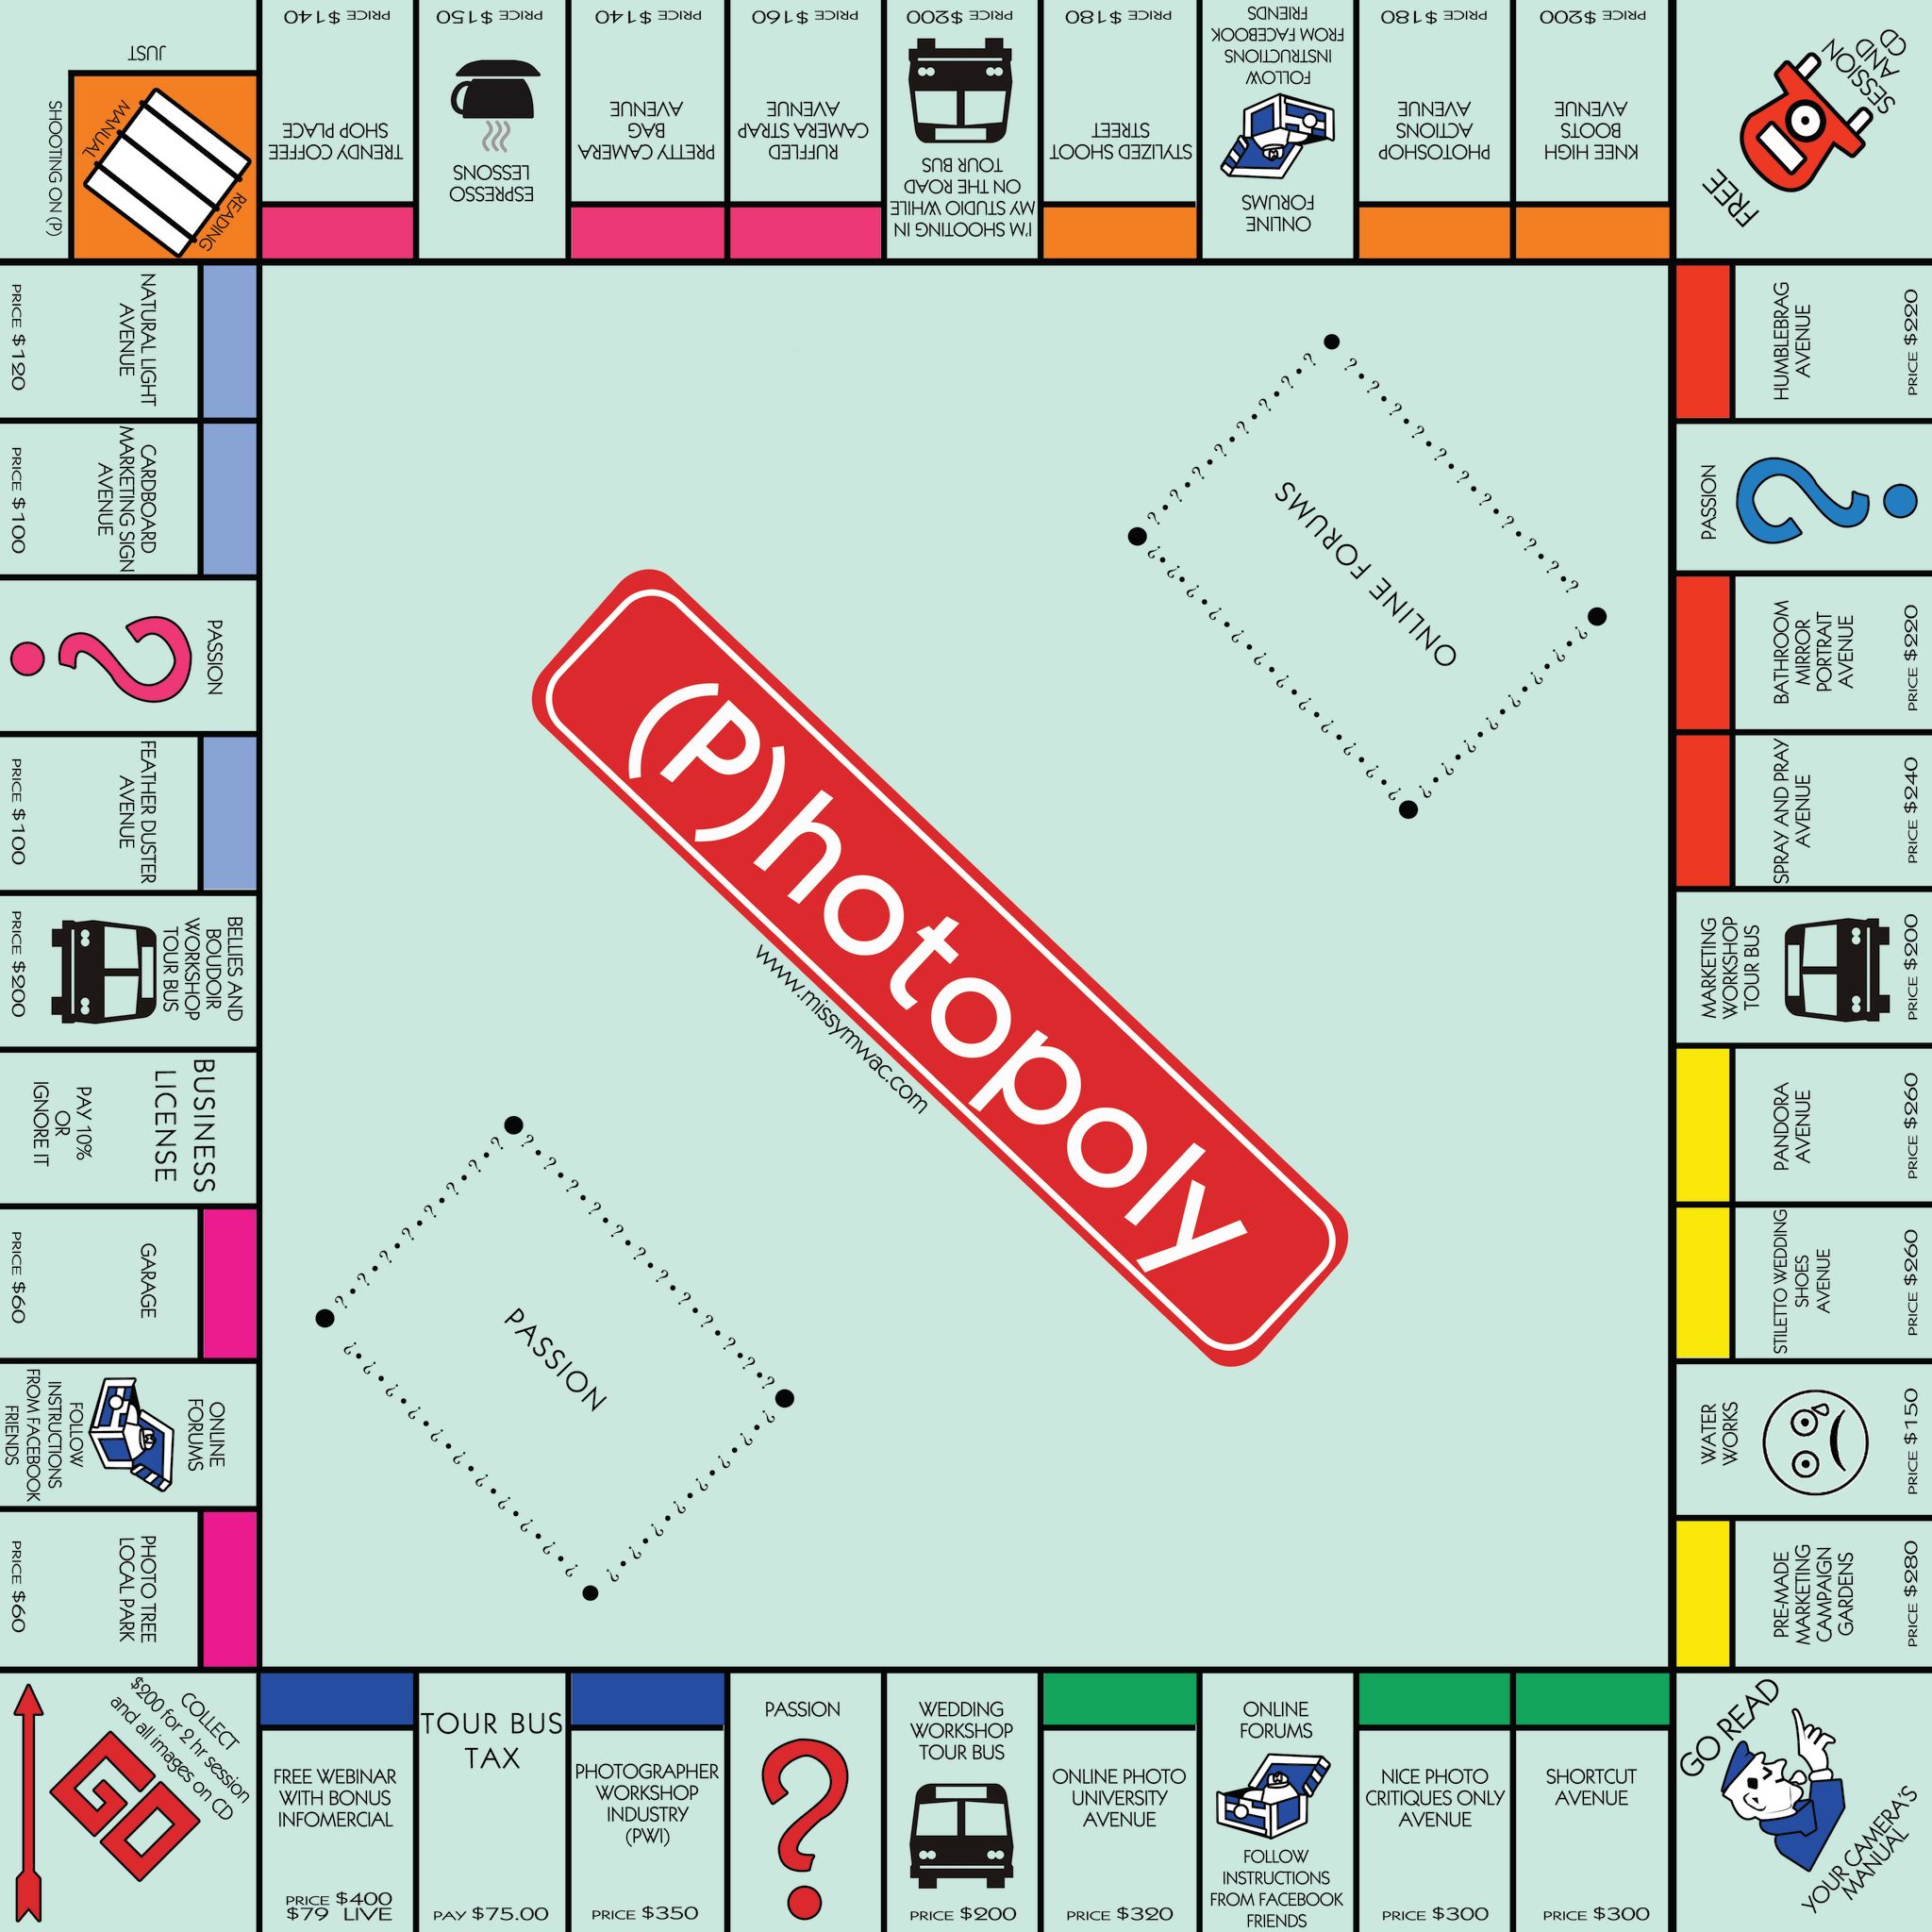 JUST
MANUAL
READING
SHOOTING ON (P)
TRENDY COFFEE
SHOP PLACE
PRICE $140
ESPRESSO
LESSONS
PRICE $150
PRETTY CAMERA
BAG
AVENUE
PRICE $140
RUFFLED
CAMERA STRAP
AVENUE
PRICE $160
I'M SHOOTING IN
MY STUDIO WHILE
ON THE ROAD
TOUR BUS
PRICE $200
STYLIZED SHOOT
STREET
PRICE $180
ONLINE
FORUMS
FOLLOW
INSTRUCTIONS
FROM FACEBOOK
FRIENDS
PHOTOSHOP
ACTIONS
AVENUE
PRICE $180
KNEE HIGH
BOOTS
AVENUE
PRICE $200
FREE
SESSION
AND
CD
HUMBLEBRAG
AVENUE
PRICE $220
PASSION
?
BATHROOM
MIRROR
PORTRAIT
AVENUE
PRICE $220
SPRAY AND PRAY
AVENUE
PRICE $240
MARKETING
WORKSHOP
TOUR BUS
PRICE $200
PANDORA
AVENUE
PRICE $260
STILETTO WEDDING
SHOES
AVENUE
PRICE $260
WATER
WORKS
PRICE $150
PRE-MADE
MARKETING
CAMPAIGN
GARDENS
PRICE $280
GO READ
YOUR CAMERA'S
MANUAL
SHORTCUT
AVENUE
PRICE $300
NICE PHOTO
CRITIQUES ONLY
AVENUE
PRICE $300
ONLINE
FORUMS
FOLLOW
INSTRUCTIONS
FROM FACEBOOK
FRIENDS
ONLINE PHOTO
UNIVERSITY
AVENUE
PRICE $320
WEDDING
WORKSHOP
TOUR BUS
PRICE $200
PASSION
?
PHOTOGRAPHER
WORKSHOP
INDUSTRY
(PWI)
PRICE $350
TOUR BUS
TAX
PAY $75.00
FREE WEBINAR
WITH BONUS
INFOMERCIAL
PRICE $400
$79 LIVE
COLLECT
$200 for 2 hr session
and all images on CD
GO
PHOTO TREE
LOCAL PARK
PRICE $60
ONLINE
FORUMS
FOLLOW
INSTRUCTIONS
FROM FACEBOOK
FRIENDS
GARAGE
PRICE $60
BUSINESS
LICENSE
PAY 10%
OR
IGNORE IT
BELLIES AND
BOUDOIR
WORKSHOP
TOUR BUS
PRICE $200
FEATHER DUSTER
AVENUE
PRICE $100
PASSION
?
CARDBOARD
MARKETING SIGN
AVENUE
PRICE $100
NATURAL LIGHT
AVENUE
PRICE $120
ONLINE FORUMS
(P)hotopoly
www.missymwac.com
PASSION